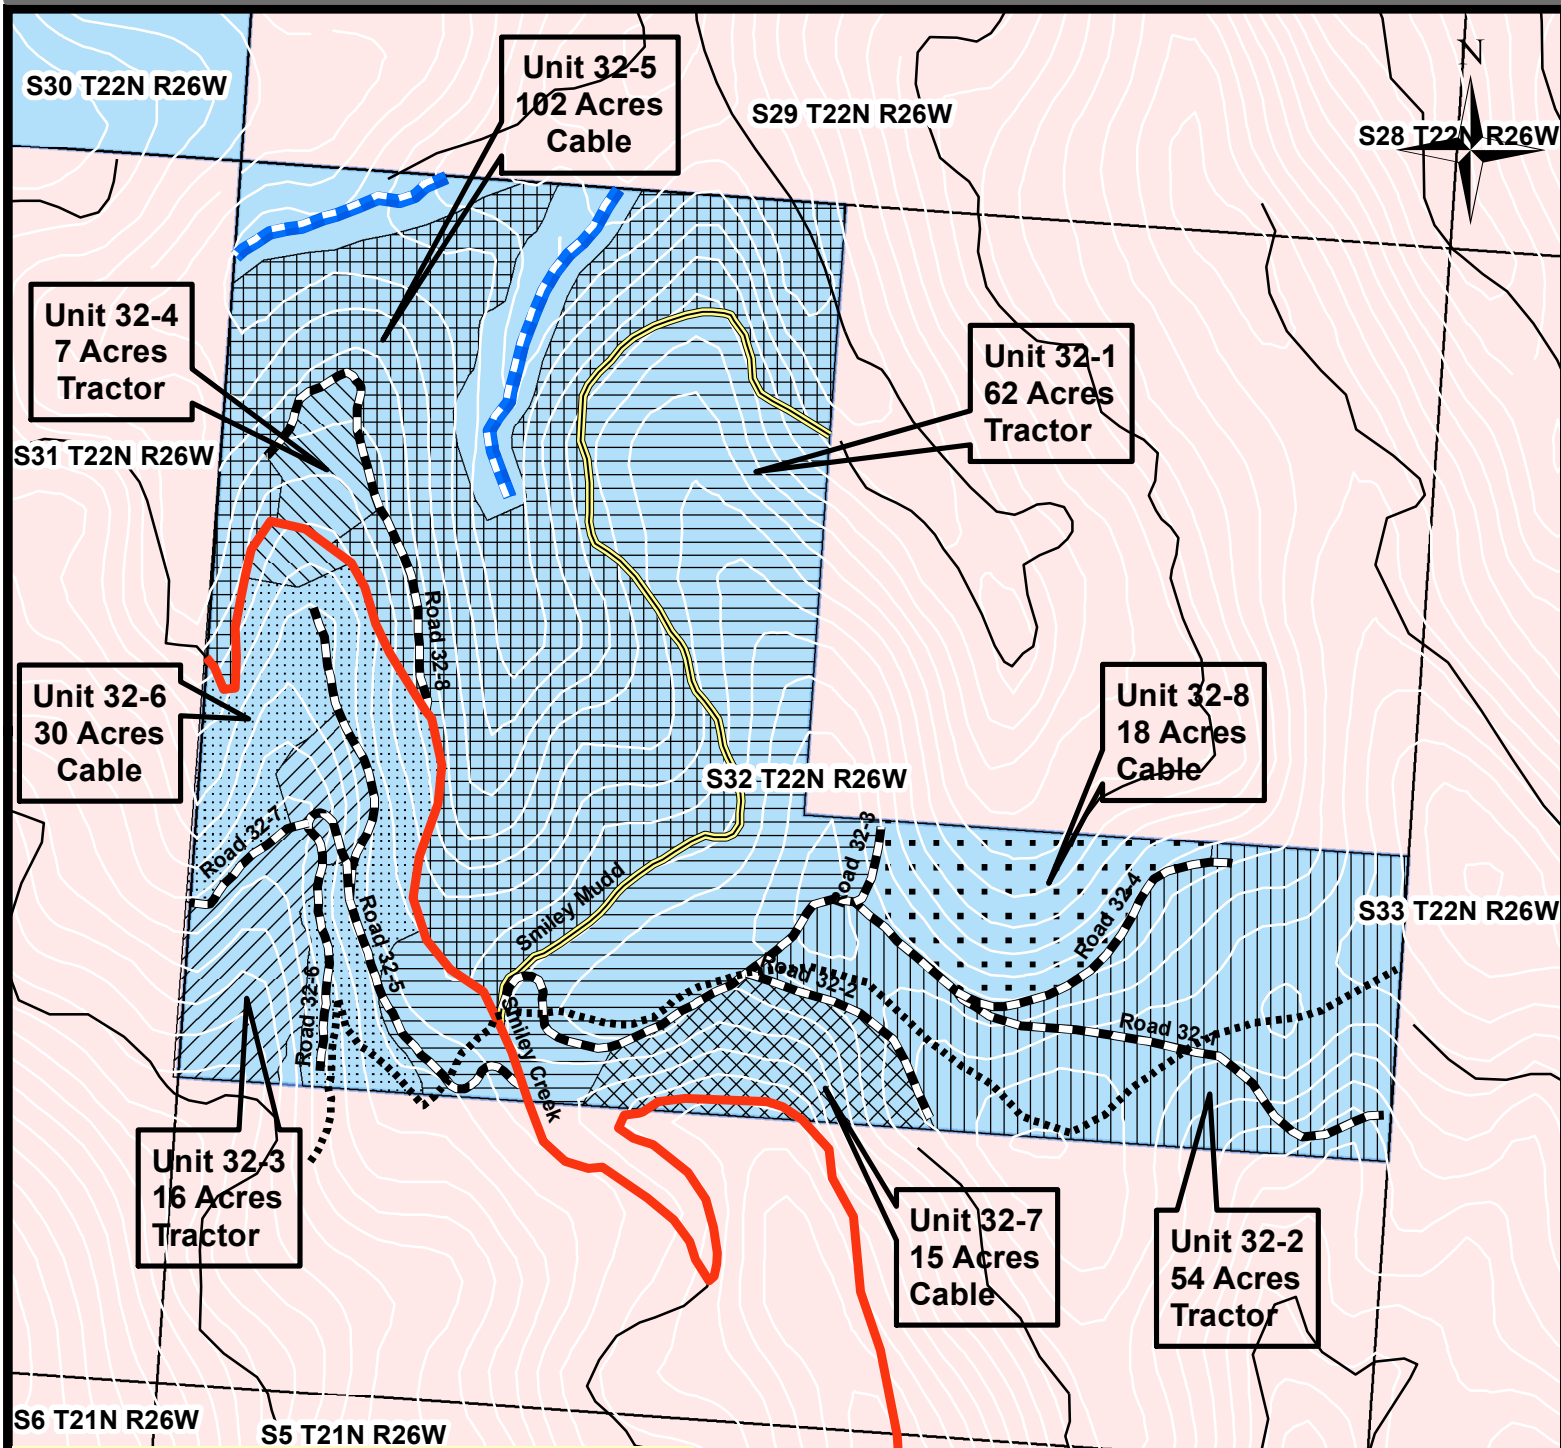 N
S30 T22N R26W
Unit 32-5
102 Acres
Cable
S29 T22N R26W
S28 T22N R26W
Unit 32-4
7 Acres
Tractor
Unit 32-1
62 Acres
Tractor
S31 T22N R26W
Road 32-8
Unit 32-6
30 Acres
Cable
Unit 32-8
18 Acres
Cable
S32 T22N R26W
Road 32-7
Road 32-3
Smiley Mudd
Road 32-4
S33 T22N R26W
Road 32-5
Road 32-6
Road 32-2
Smiley Creek
Road 32-1
Unit 32-3
16 Acres
Tractor
Unit 32-7
15 Acres
Cable
Unit 32-2
54 Acres
Tractor
S6 T21N R26W
S5 T21N R26W